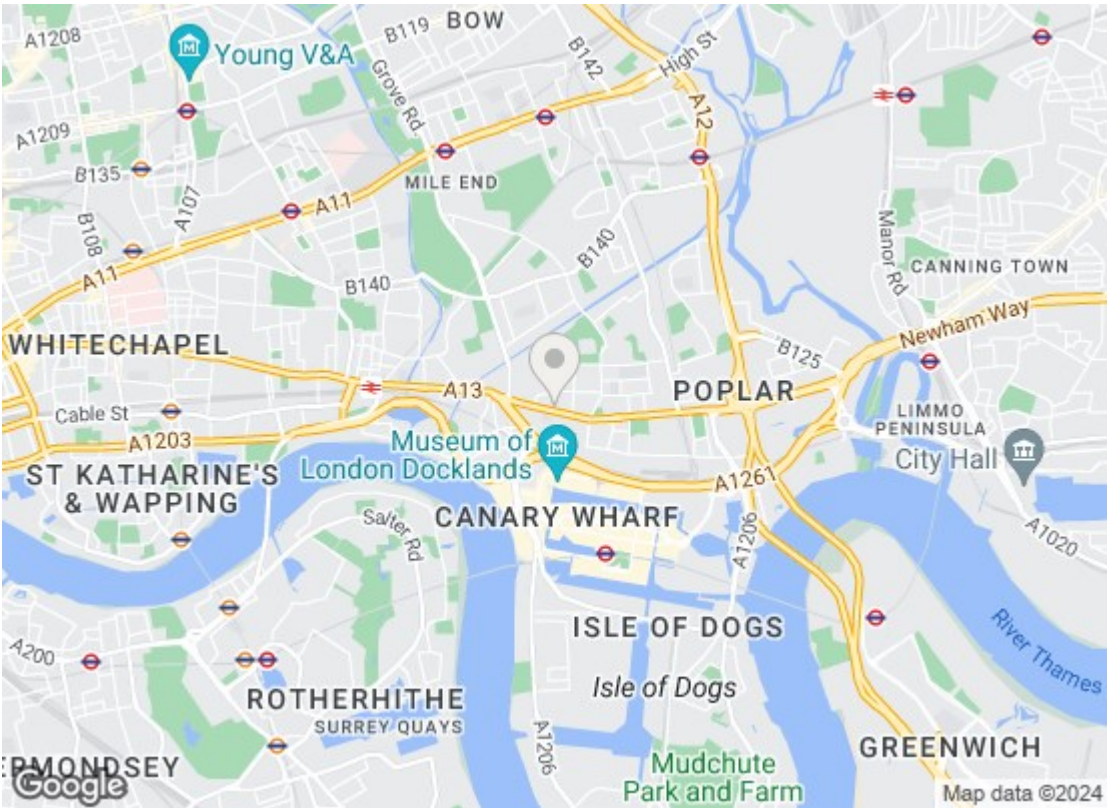 A1208
B119
BOW
Young V&A
Grove Rd.
B142
High St
A12
A1209
B135
A107
MILE END
A11
B108
A11
B140
B140
Manor Rd
CANNING TOWN
Newham Way
WHITECHAPEL
B125
A13
POPLAR
Cable St
A1203
Museum of
London Docklands
LIMMO
PENINSULA
City Hall
ST KATHARINE'S
& WAPPING
A1261
Salter Rd
CANARY WHARF
A1206
A1020
A200
ISLE OF DOGS
River Thames
Isle of Dogs
ROTHERHITHE
SURREY QUAYS
A1206
GREENWICH
ERMONDSEY
Mudchute
Park and Farm
Google
Map data ©2024